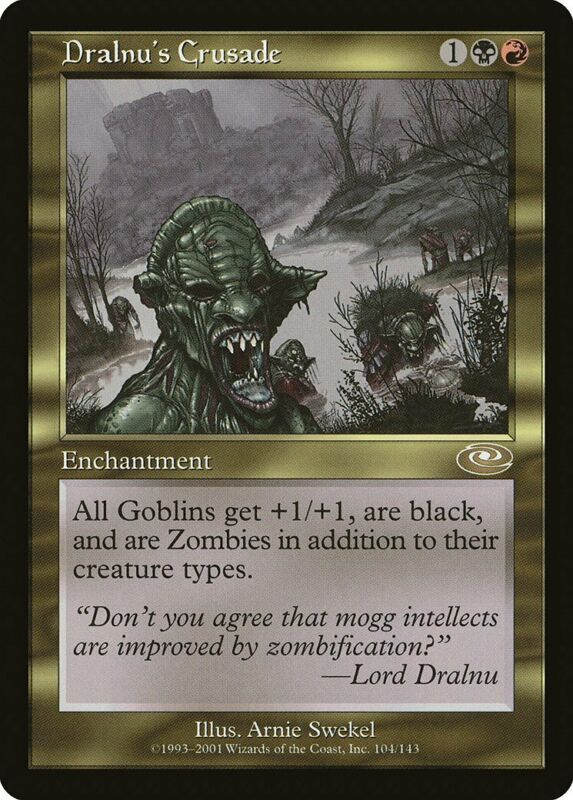 Dralnu's Crusade 1
Enchantment
All Goblins get +1/+1, are black,
and are Zombies in addition to their
creature types.
“Don't you agree that mogg intellects
are improved by zombification?”
—Lord Dralnu
Illus. Arnie Swekel
©1993–2001 Wizards of the Coast, Inc. 104/143